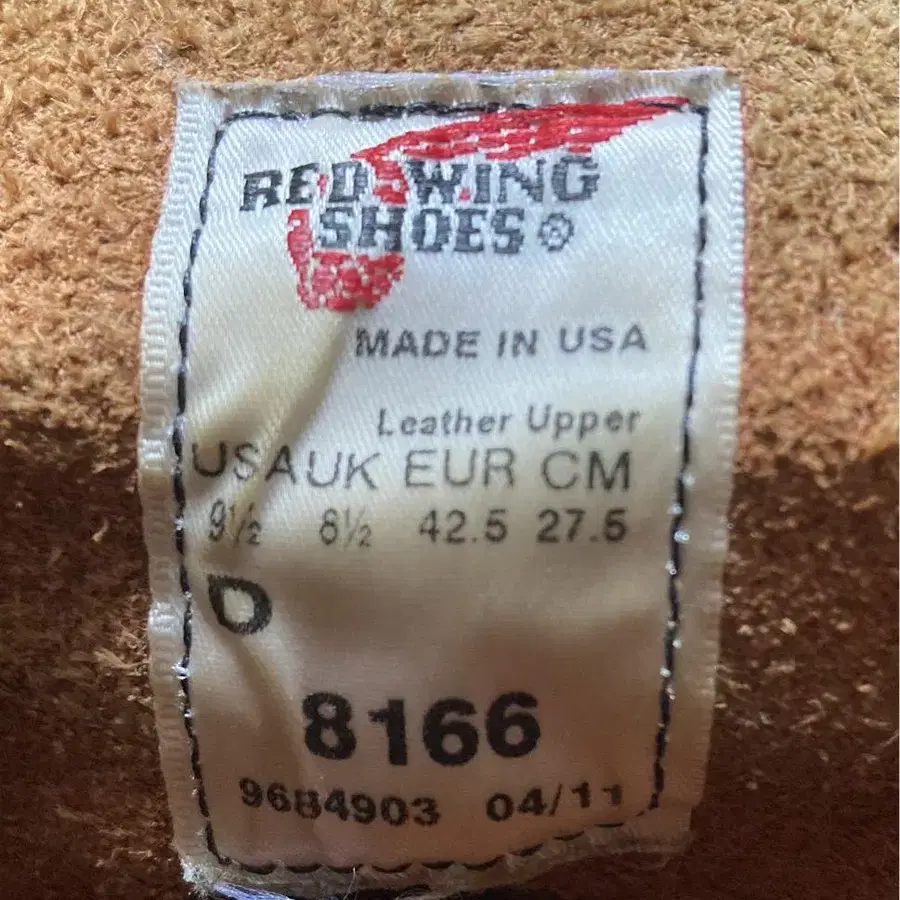 RED WING
SHOES ®
MADE IN USA
Leather Upper
USA UK EUR CM
9½ 8½ 42.5 27.5
D
8166
9684903 04/11